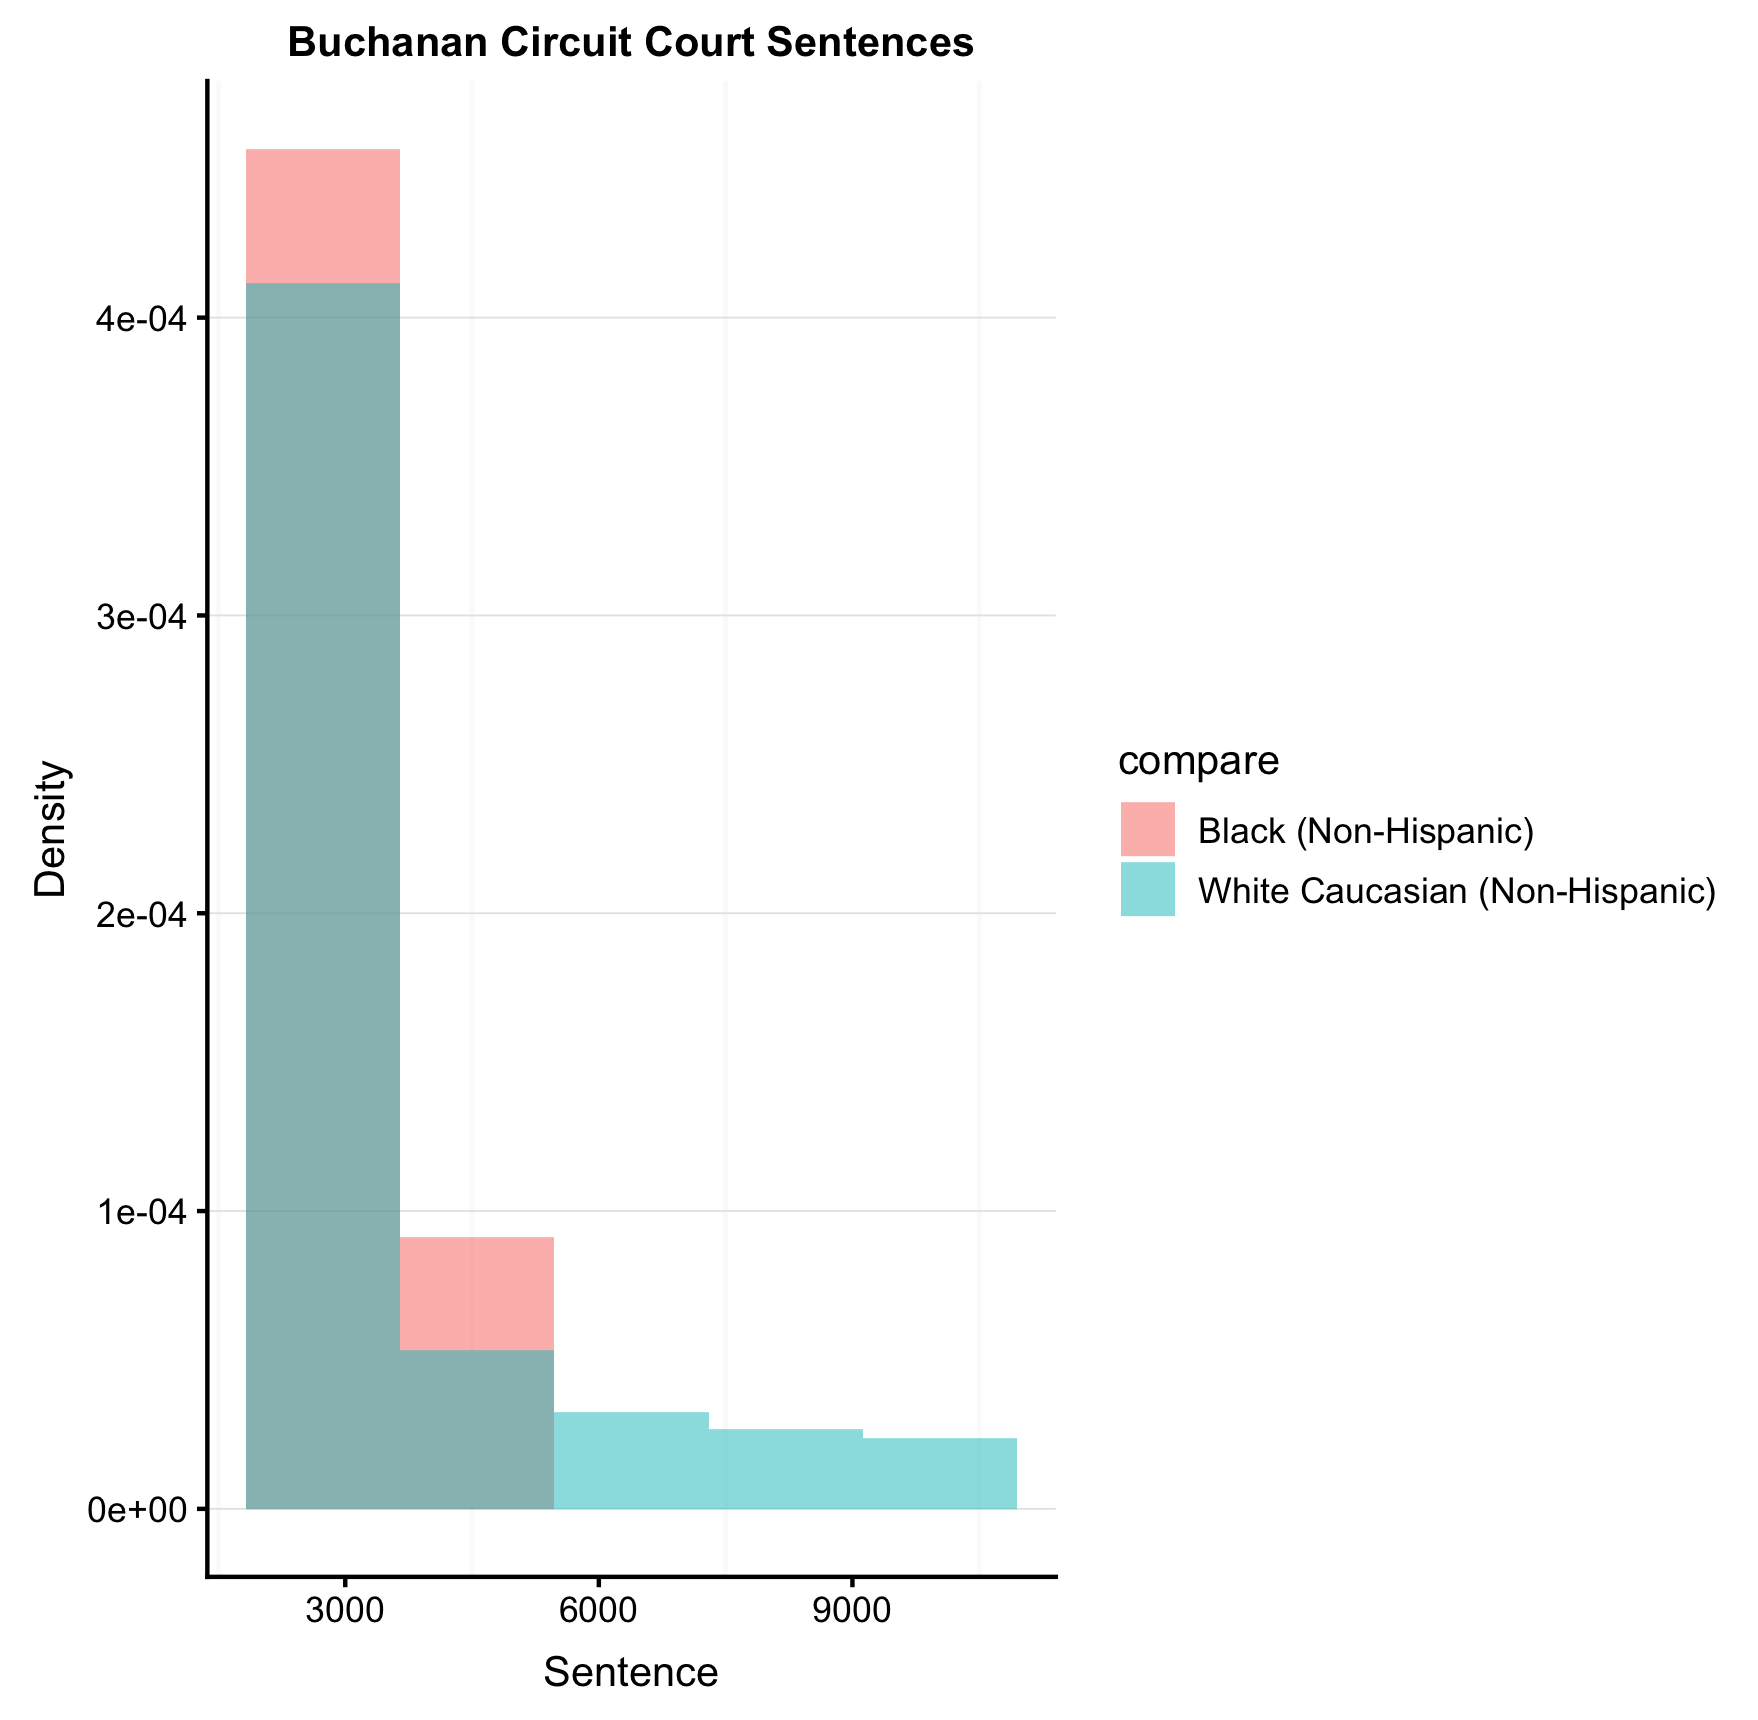 Buchanan Circuit Court Sentences
4e-04
3e-04
2e-04
1e-04
0e+00
Density
3000
6000
9000
Sentence
compare
Black (Non-Hispanic)
White Caucasian (Non-Hispanic)